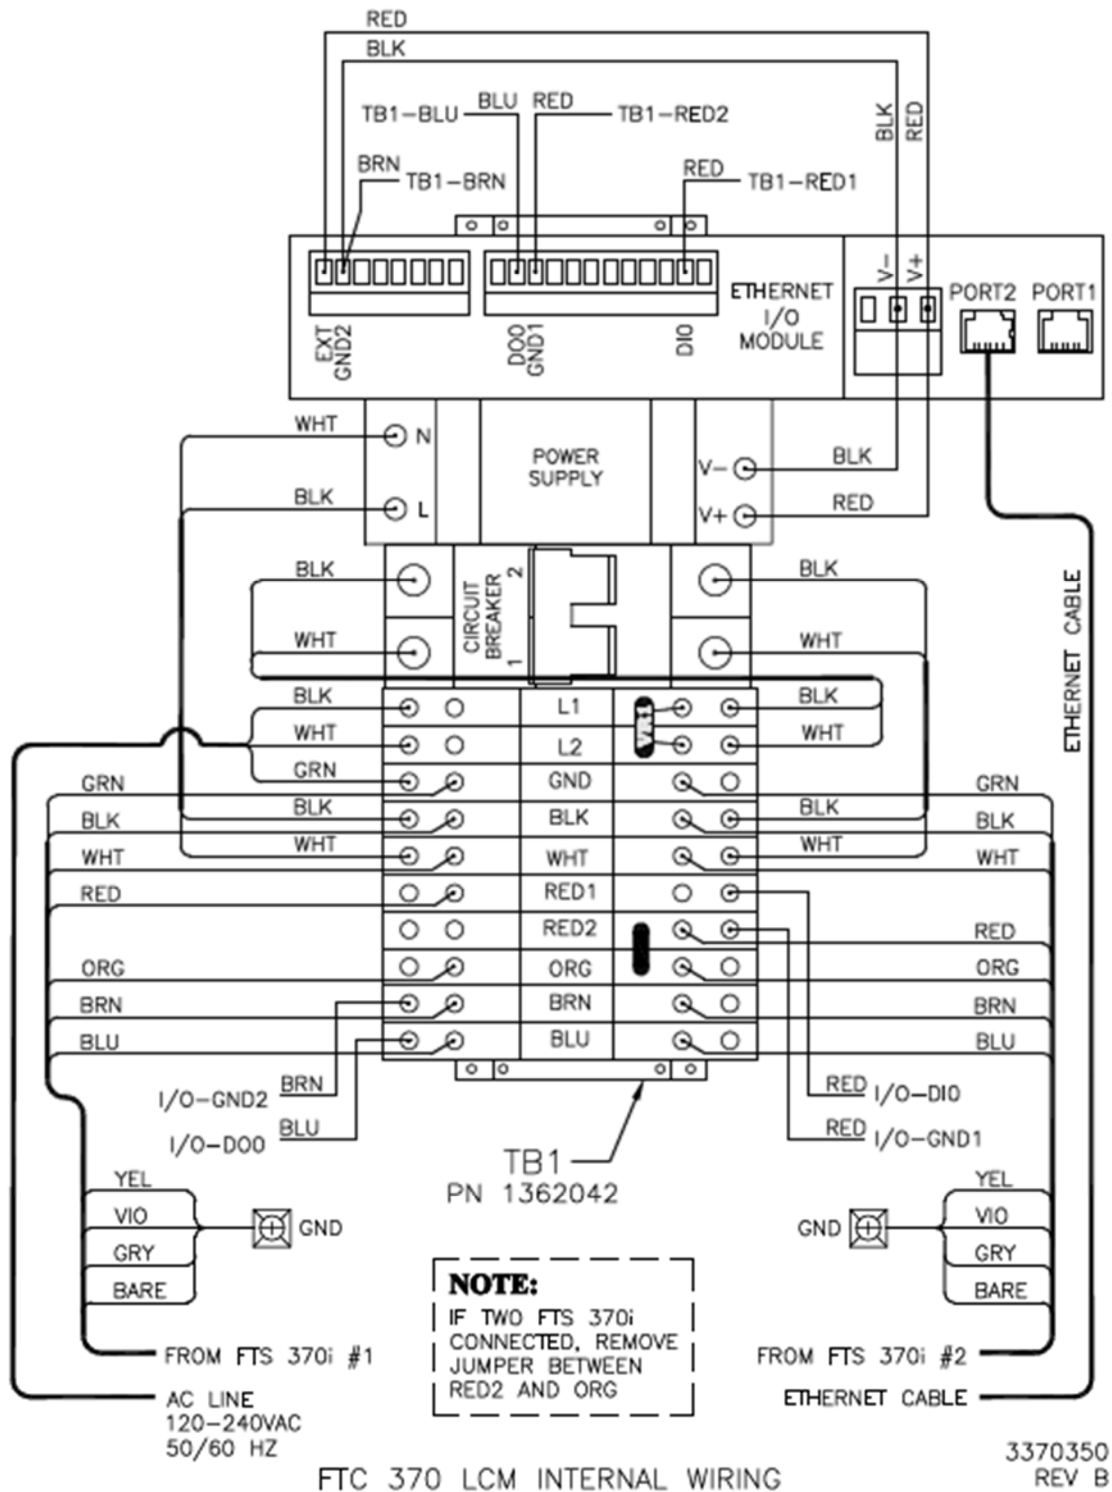 RED
BLK
TB1-BLU BLU RED TB1-RED2
BLK RED
BRN TB1-BRN
RED TB1-RED1
V- V+
ETHERNET
I/O
MODULE
PORT2 PORT1
EXT
GND2
DO0
GND1
DI0
WHT N
POWER
SUPPLY
V- BLK
BLK L
V+ RED
BLK
CIRCUIT
BREAKER
2
1
BLK
WHT
WHT
ETHERNET CABLE
BLK L1 BLK
WHT L2 WHT
GRN GRN GND GRN
BLK BLK BLK BLK BLK
WHT WHT WHT WHT WHT
RED RED1
RED2 RED
ORG ORG ORG
BRN BRN BRN
BLU BLU BLU
I/O-GND2 BRN
RED I/O-DI0
I/O-DO0 BLU
RED I/O-GND1
TB1
PN 1362042
YEL
VIO
GRY
BARE
GND
YEL
VIO
GRY
BARE
GND
NOTE:
IF TWO FTS 370i
CONNECTED, REMOVE
JUMPER BETWEEN
RED2 AND ORG
FROM FTS 370i #1
FROM FTS 370i #2
AC LINE
120-240VAC
50/60 HZ
ETHERNET CABLE
FTC 370 LCM INTERNAL WIRING
3370350
REV B